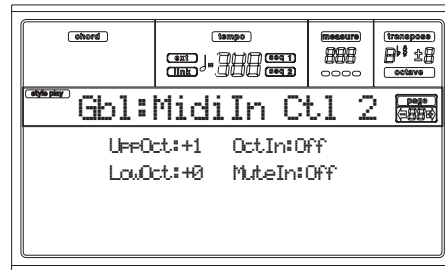 chord tempo measure transpose
ext seq 1
link seq 2
octave
style play Gbl:MidiIn Ctl 2 page
UppOct:+1 OctIn:Off
LowOct:+0 MuteIn:Off